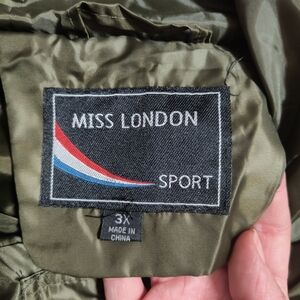 MISS LONDON
SPORT
3X
MADE IN
CHINA